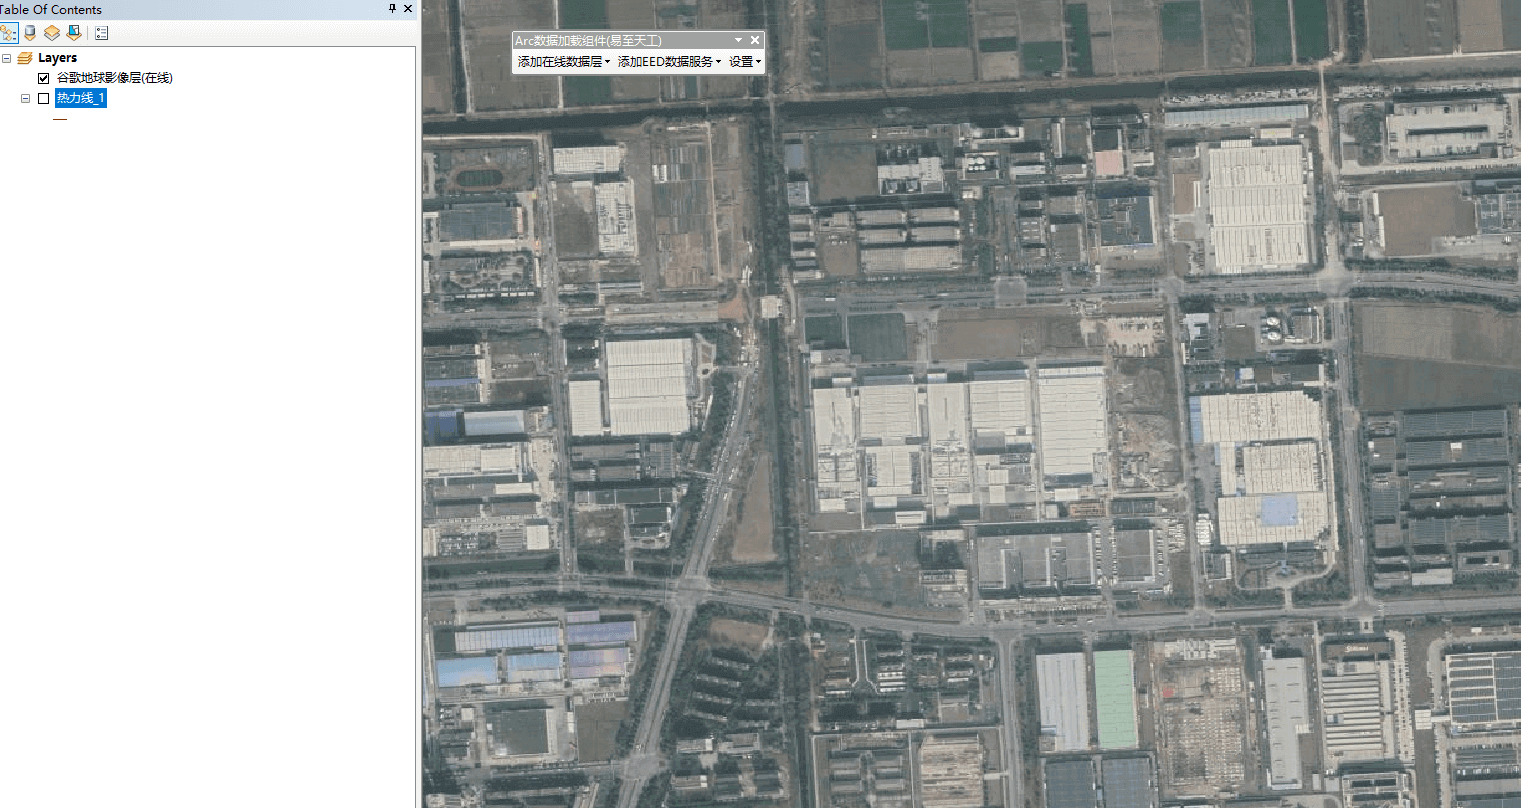 Table Of Contents
Layers
谷歌地球影像层(在线)
热力线_1
Arc数据加载组件(易至天工)
添加在线数据层 添加EED数据服务 设置